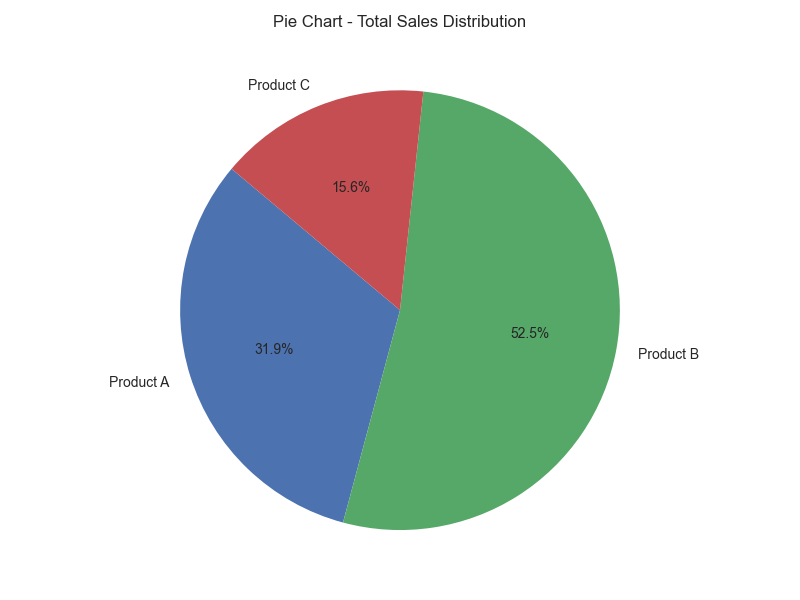 Pie Chart - Total Sales Distribution
Product C
15.6%
52.5%
31.9%
Product B
Product A